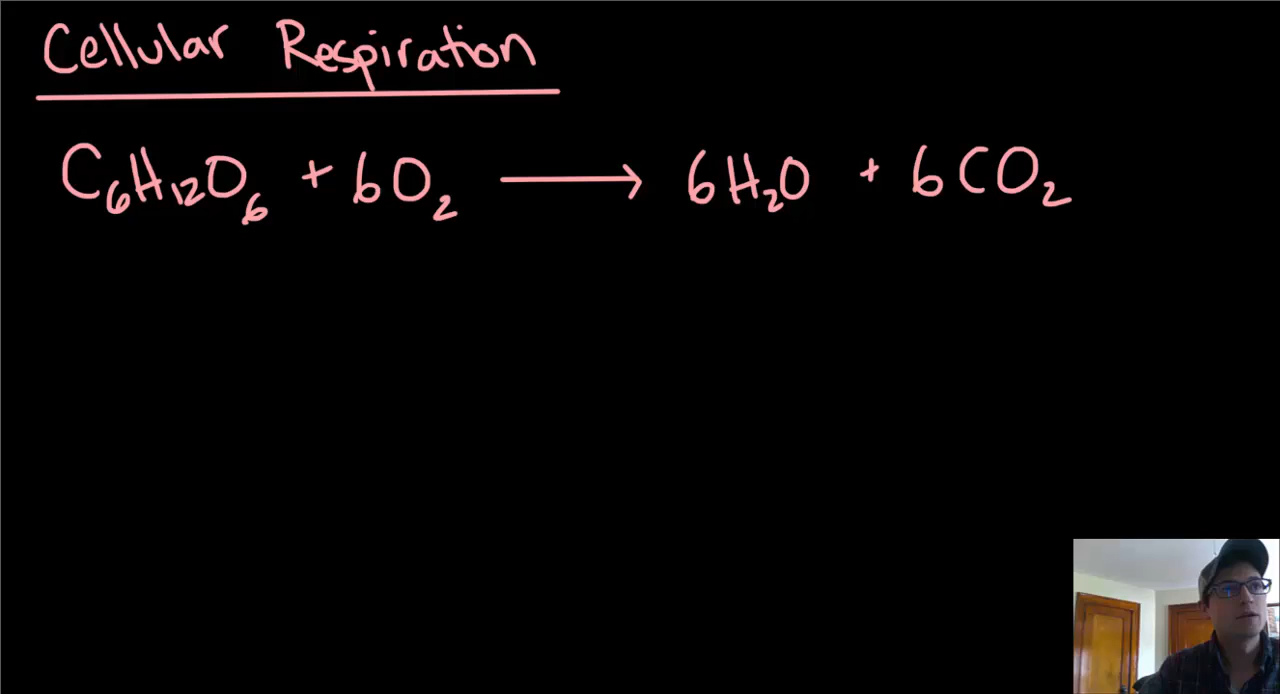 Cellular Respiration
C₆H₁₂O₆ + 6O₂ ⟶ 6H₂O + 6CO₂